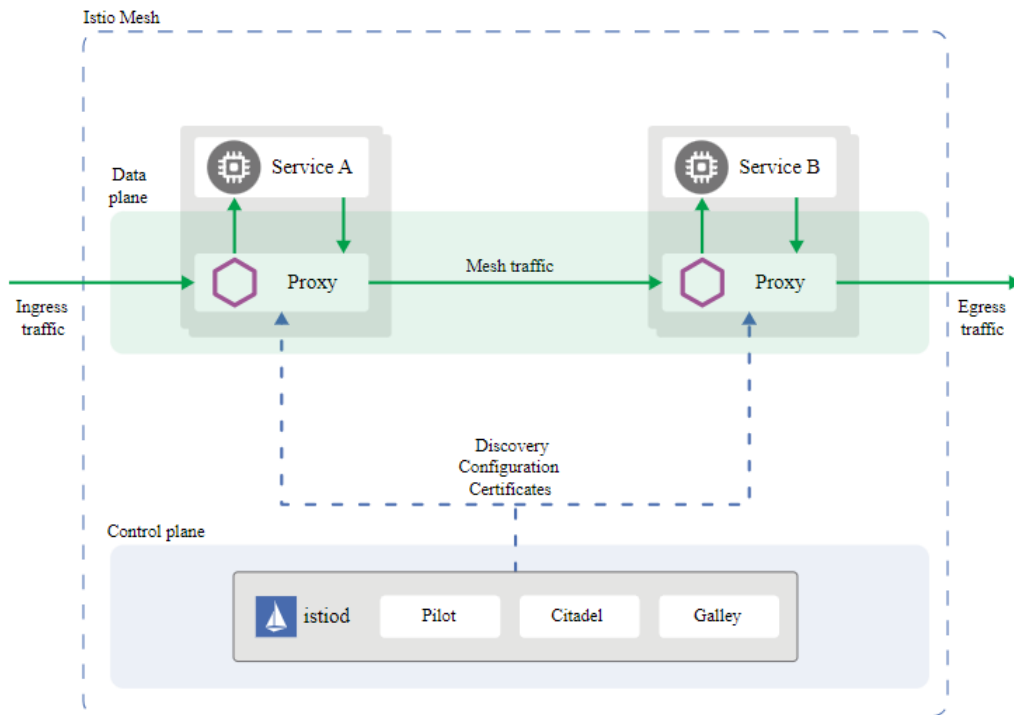 Istio Mesh
Service A
Service B
Data
plane
Proxy
Mesh traffic
Proxy
Ingress
traffic
Egress
traffic
Discovery
Configuration
Certificates
Control plane
istiod
Pilot
Citadel
Galley